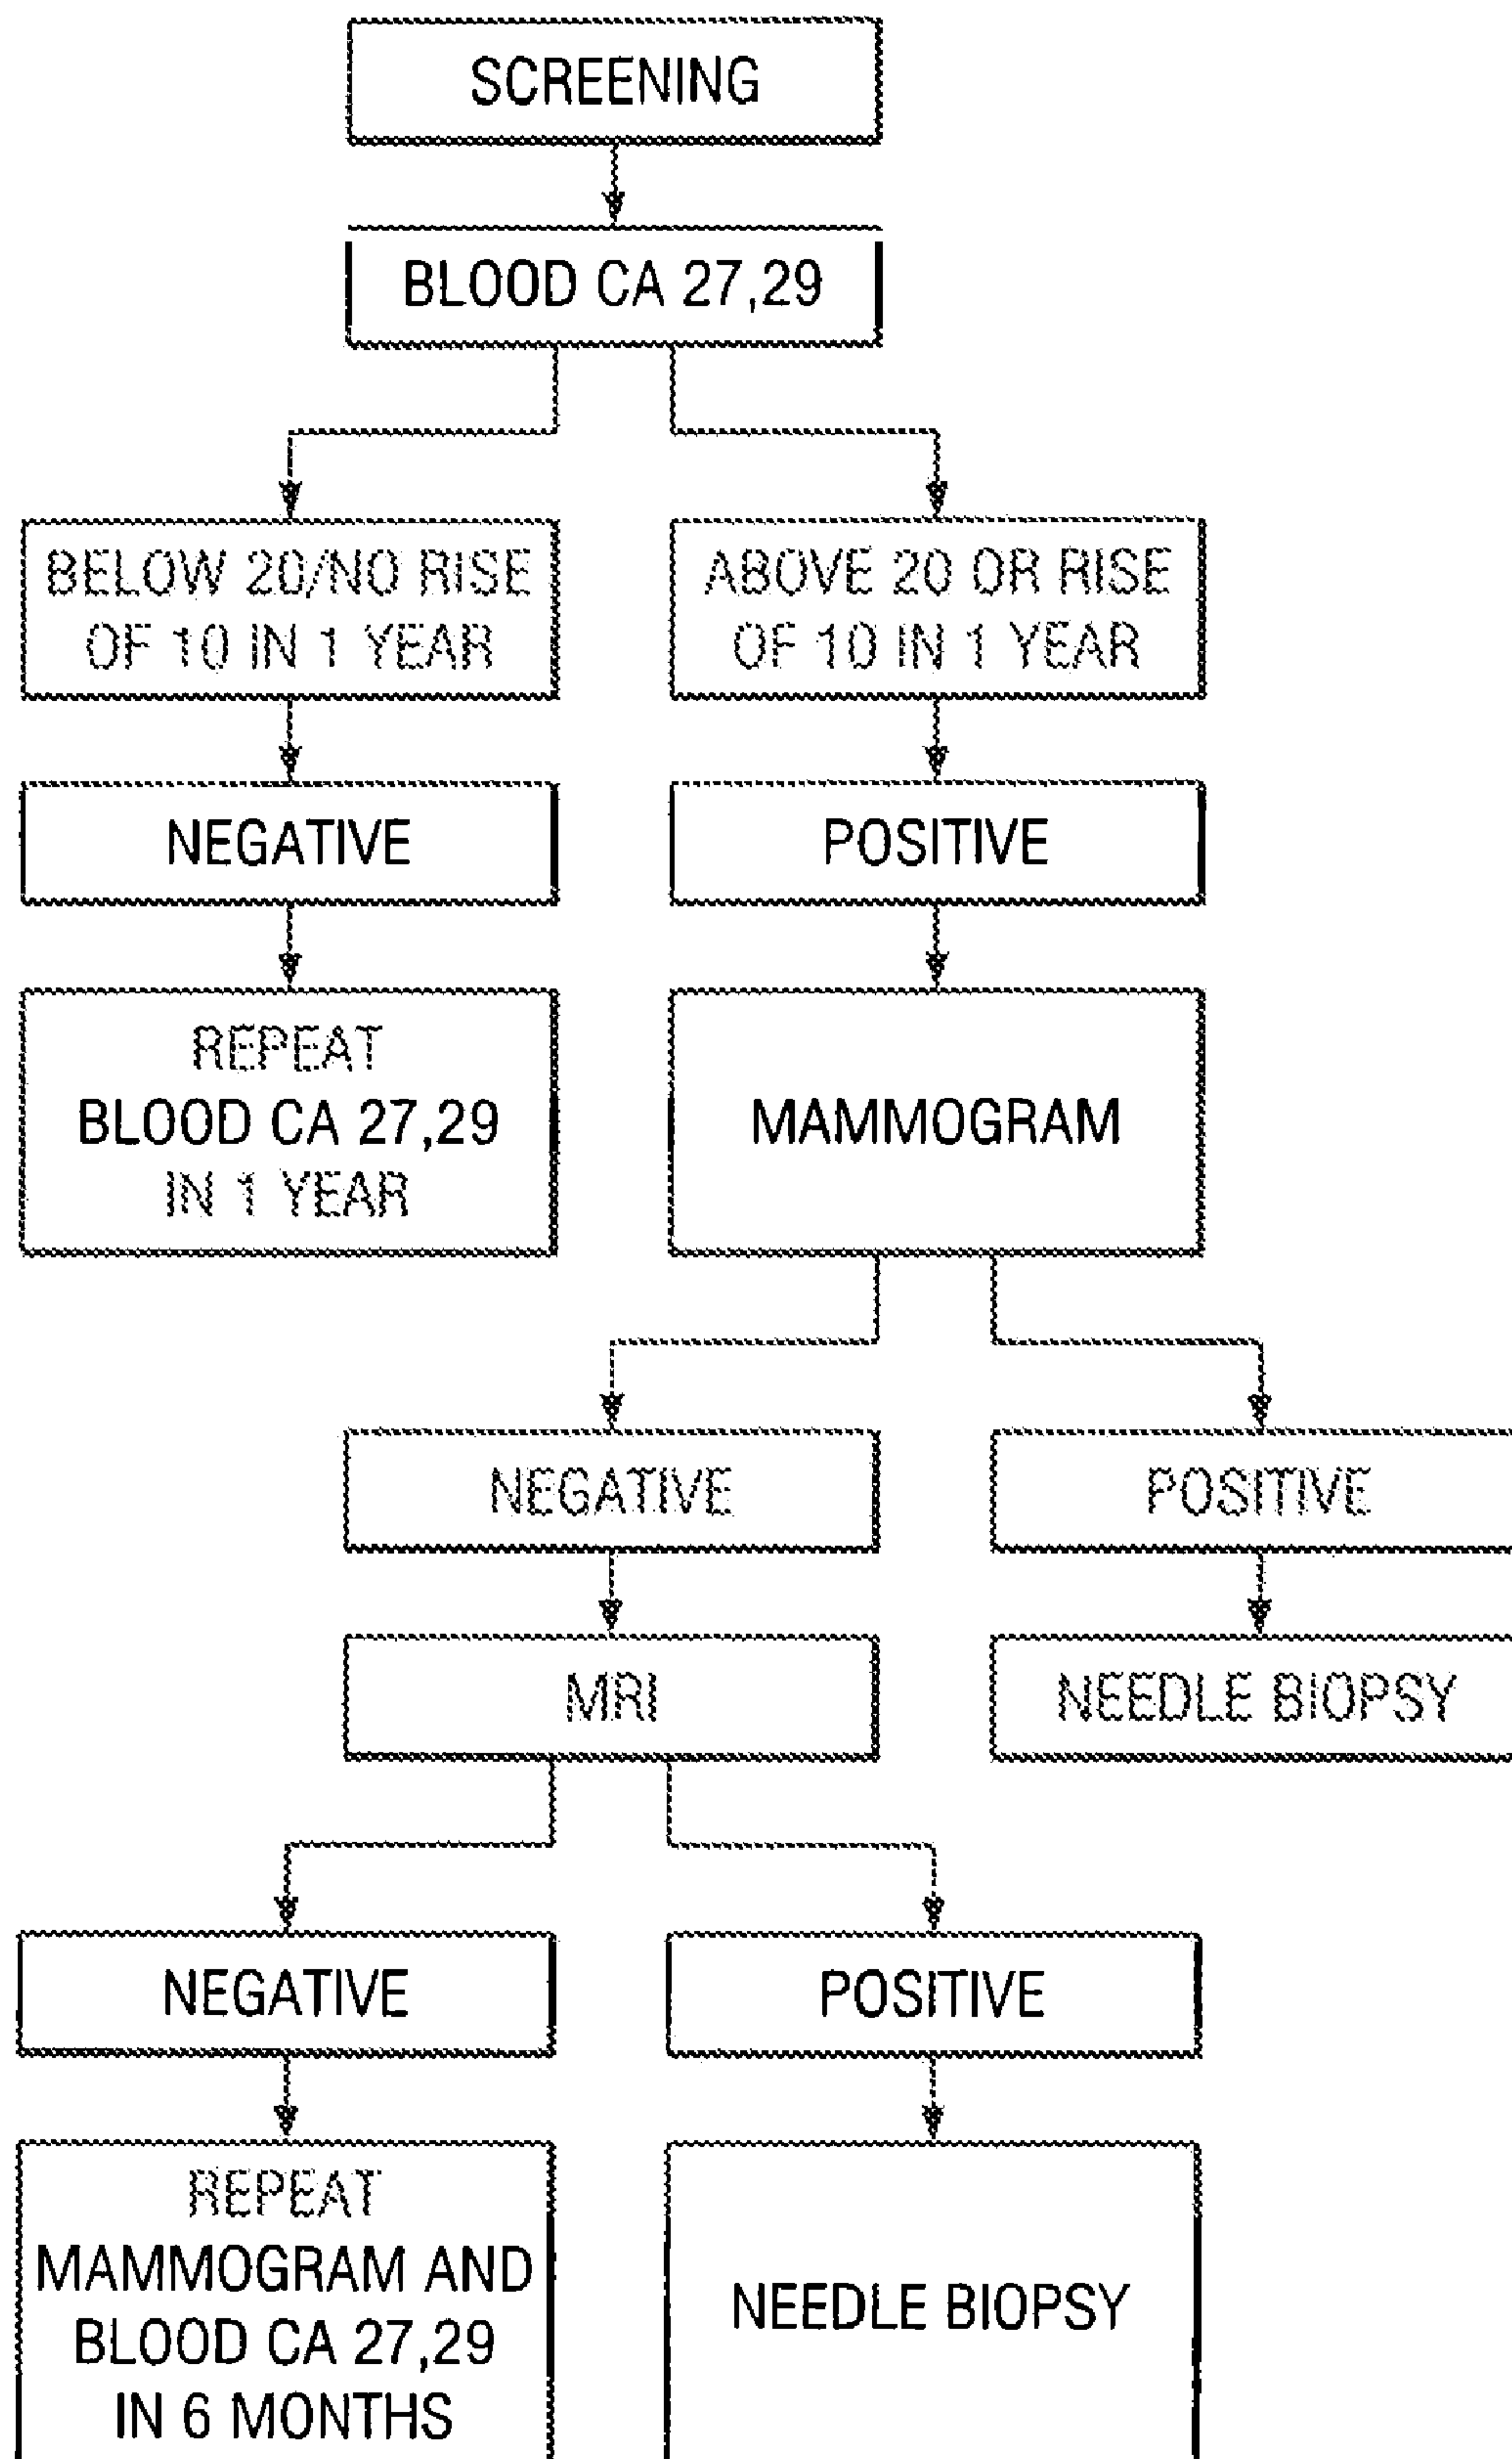 SCREENING
BLOOD CA 27,29
BELOW 20/NO RISE
OF 10 IN 1 YEAR
ABOVE 20 OR RISE
OF 10 IN 1 YEAR
NEGATIVE
POSITIVE
REPEAT
BLOOD CA 27,29
IN 1 YEAR
MAMMOGRAM
NEGATIVE
POSITIVE
MRI
NEEDLE BIOPSY
NEGATIVE
POSITIVE
REPEAT
MAMMOGRAM AND
BLOOD CA 27,29
IN 6 MONTHS
NEEDLE BIOPSY